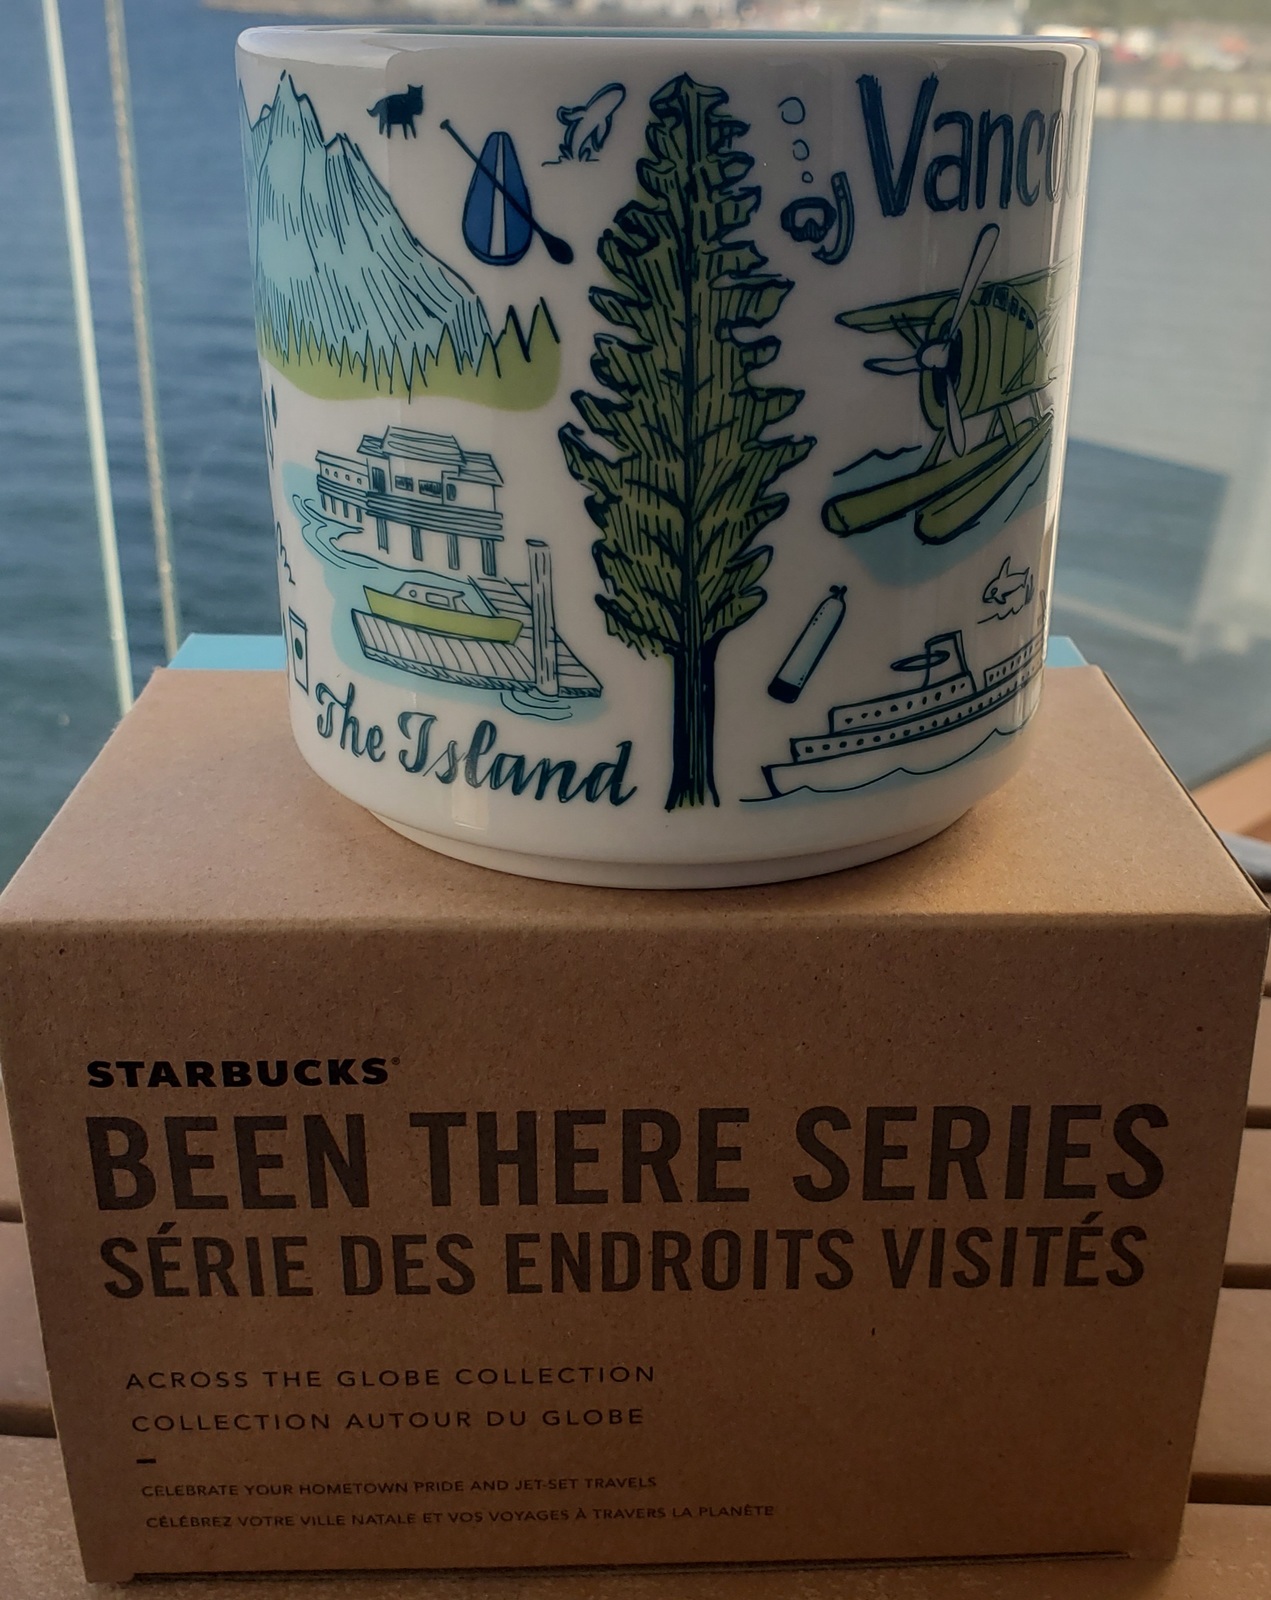 Vanco
The Island
STARBUCKS®
BEEN THERE SERIES
SÉRIE DES ENDROITS VISITÉS
ACROSS THE GLOBE COLLECTION
COLLECTION AUTOUR DU GLOBE
CELEBRATE YOUR HOMETOWN PRIDE AND JET-SET TRAVELS
CÉLÉBREZ VOTRE VILLE NATALE ET VOS VOYAGES À TRAVERS LA PLANÈTE